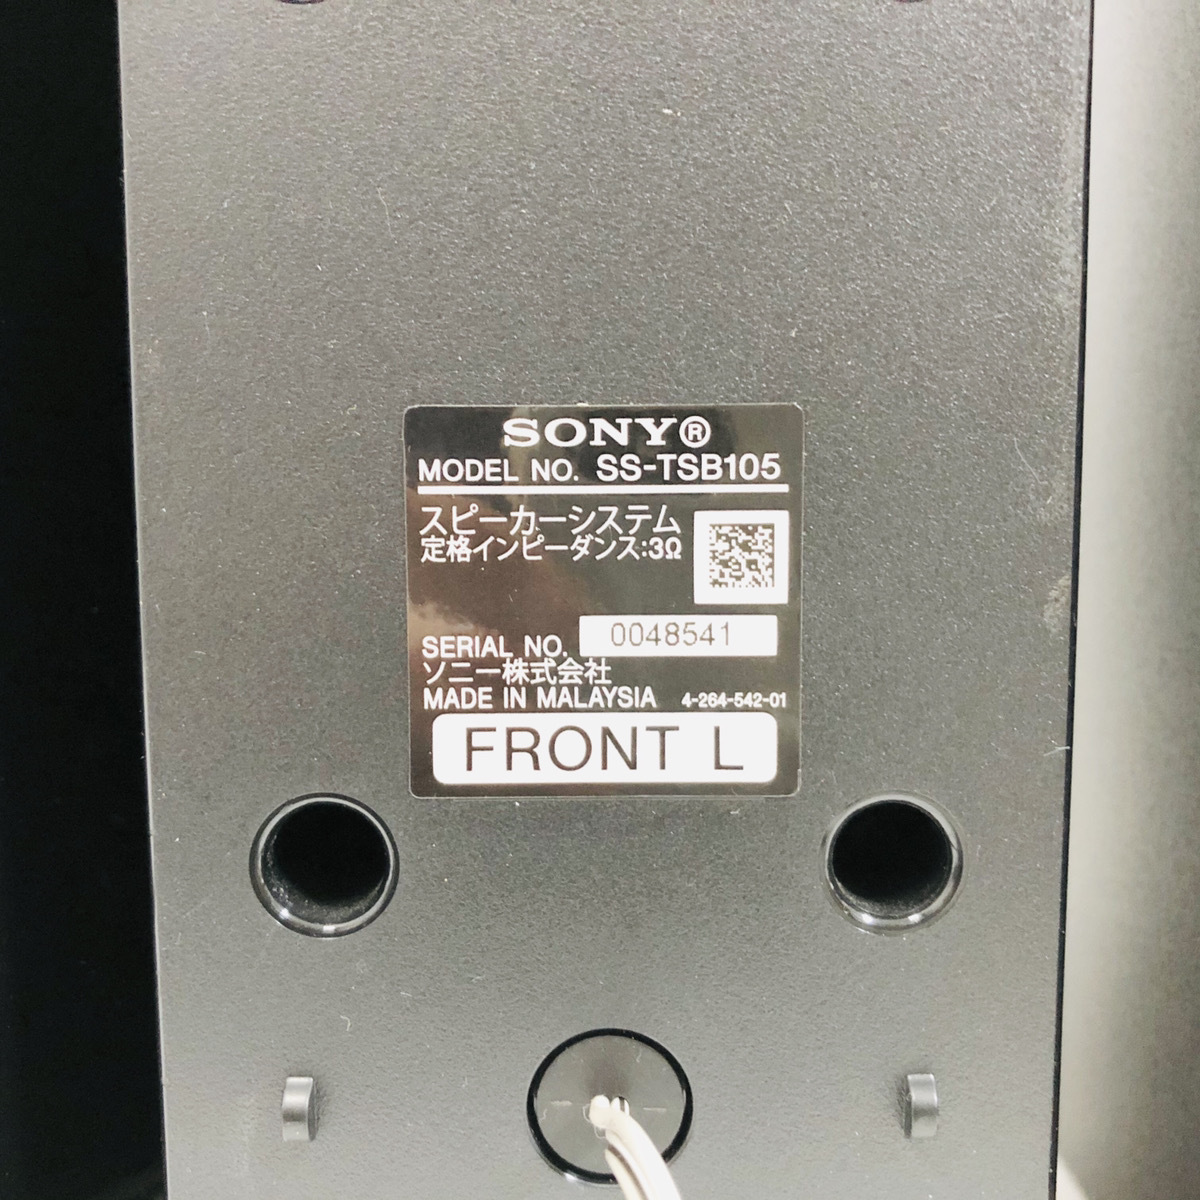 SONY®
MODEL NO. SS-TSB105
スピーカーシステム
定格インピーダンス:3Ω
SERIAL NO. 0048541
ソニー株式会社
MADE IN MALAYSIA 4-264-542-01
FRONT L